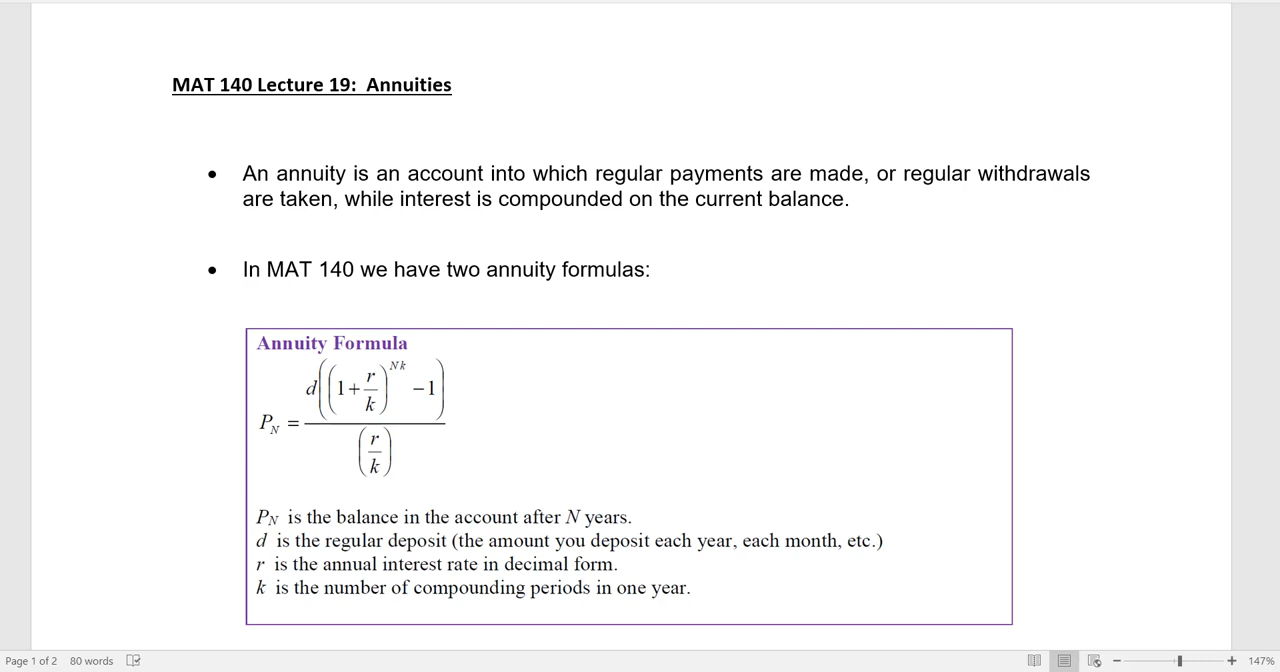 MAT 140 Lecture 19:  Annuities
• An annuity is an account into which regular payments are made, or regular withdrawals
are taken, while interest is compounded on the current balance.
• In MAT 140 we have two annuity formulas:
Annuity Formula
P_N = d((1 + r/k)^{Nk} − 1) / (r/k)
P_N is the balance in the account after N years.
d is the regular deposit (the amount you deposit each year, each month, etc.)
r is the annual interest rate in decimal form.
k is the number of compounding periods in one year.
Page 1 of 2 80 words − + 147%